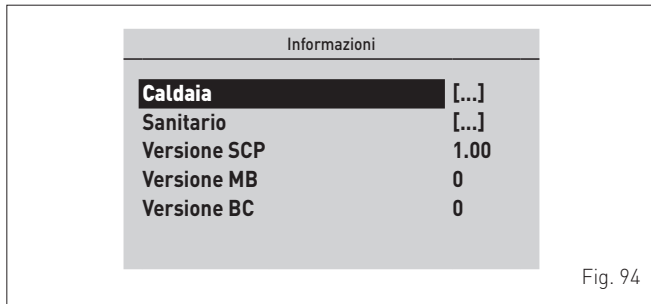 Informazioni
Caldaia [...]
Sanitario [...]
Versione SCP 1.00
Versione MB 0
Versione BC 0
Fig. 94